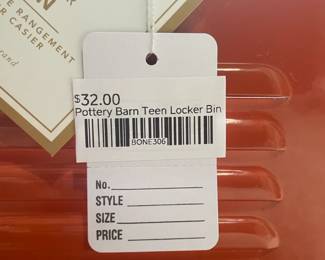 RANGEMENT
CASIER
$32.00
Pottery Barn Teen Locker Bin
BONE306
No.
STYLE
SIZE
PRICE